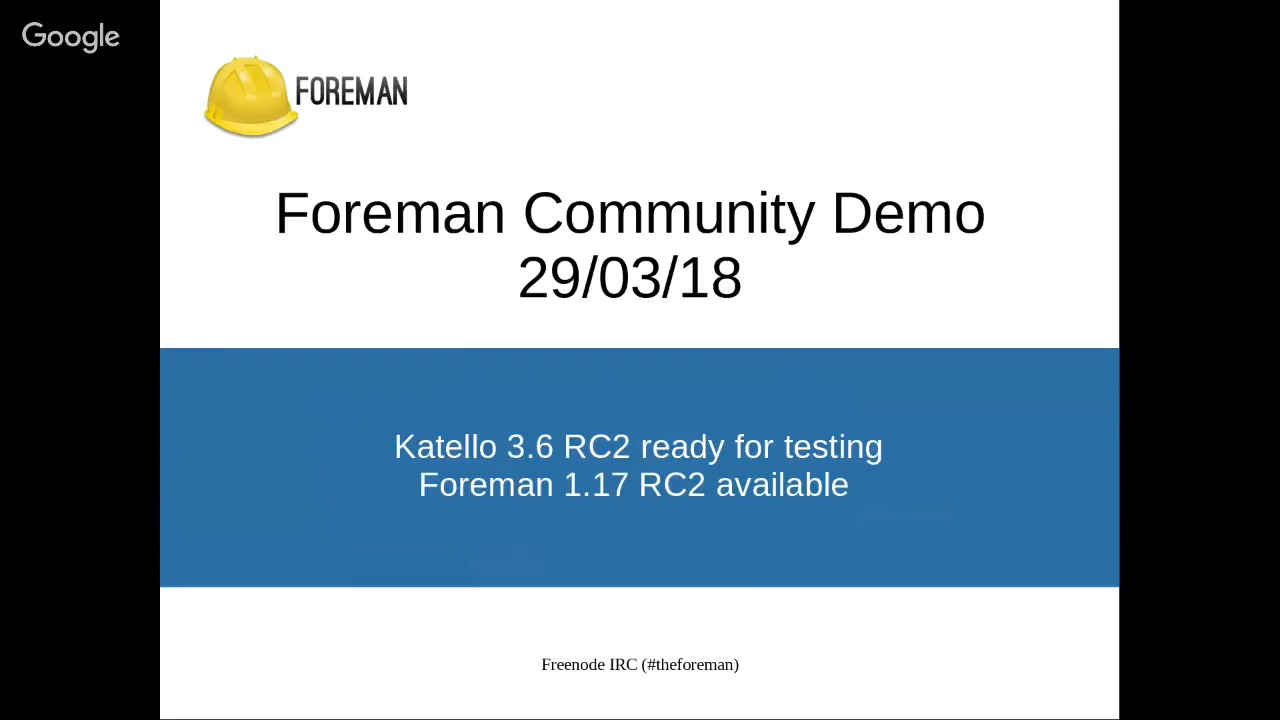 Google
FOREMAN
Foreman Community Demo
29/03/18
Katello 3.6 RC2 ready for testing
Foreman 1.17 RC2 available
Freenode IRC (#theforeman)